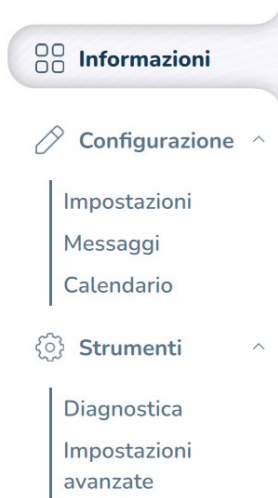 Informazioni
Configurazione
Impostazioni
Messaggi
Calendario
Strumenti
Diagnostica
Impostazioni
avanzate